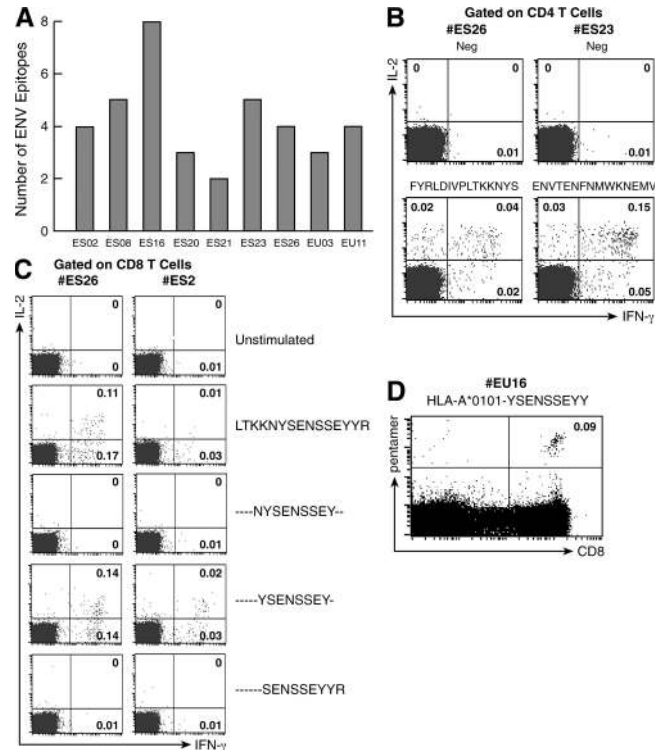 A
Number of ENV Epitopes
8
6
4
2
0
ES02 ES08 ES16 ES20 ES21 ES23 ES26 EU03 EU11
B
Gated on CD4 T Cells
#ES26 #ES23
Neg Neg
IL-2
0 0 0 0
0.01 0.01
FYRLDIVPLTKKNYS ENVTENFNMWKNEMV
0.02 0.04 0.03 0.15
0.02 0.05
IFN-γ
C
Gated on CD8 T Cells
#ES26 #ES2
IL-2
0 0
Unstimulated
0 0.01
0.11 0.01
LTKKNYSENSSEYYR
0.17 0.03
0 0
----NYSENSSEY--
0 0.01
0.14 0.02
-----YSENSSEY-
0.14 0.03
0 0
------SENSSEYYR
0.01 0.01
IFN-γ
D
#EU16
HLA-A*0101-YSENSSEYY
pentamer
0.09
CD8